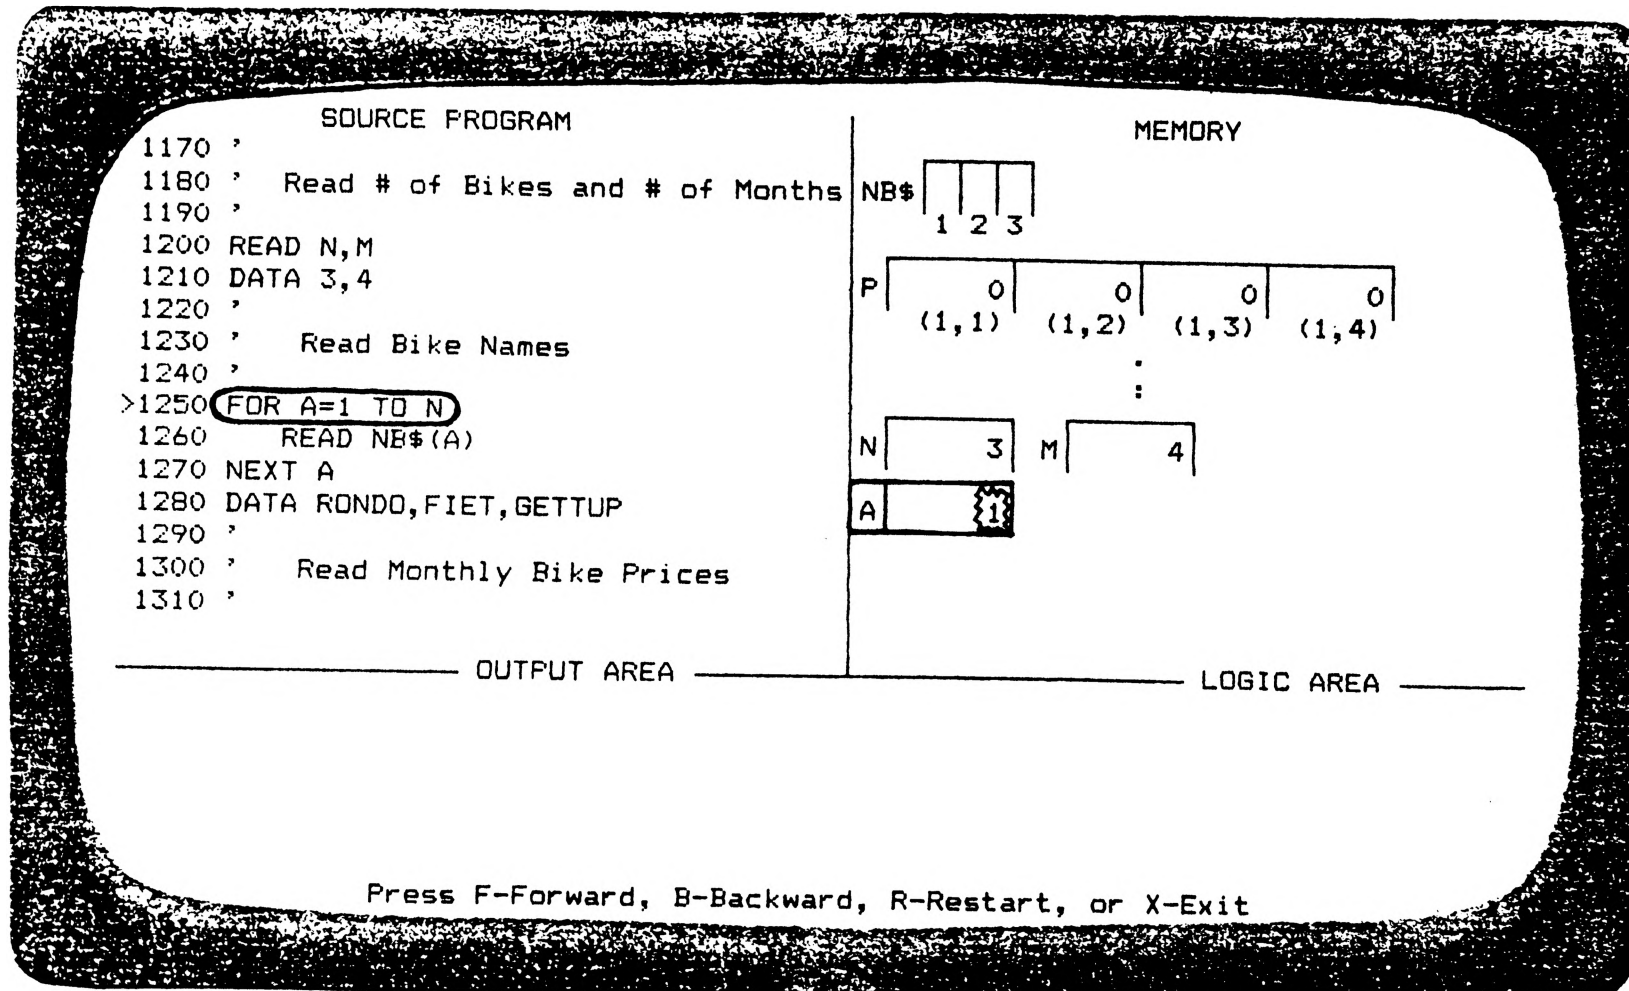 SOURCE PROGRAM
1170 '
1180 ' Read # of Bikes and # of Months
1190 '
1200 READ N,M
1210 DATA 3,4
1220 '
1230 ' Read Bike Names
1240 '
>1250 FOR A=1 TO N
1260 READ NB$(A)
1270 NEXT A
1280 DATA RONDO,FIET,GETTUP
1290 '
1300 ' Read Monthly Bike Prices
1310 '
MEMORY
NB$
1 2 3
P 0 0 0 0
(1,1) (1,2) (1,3) (1,4)
:
N 3 M 4
A 1
OUTPUT AREA
LOGIC AREA
Press F-Forward, B-Backward, R-Restart, or X-Exit